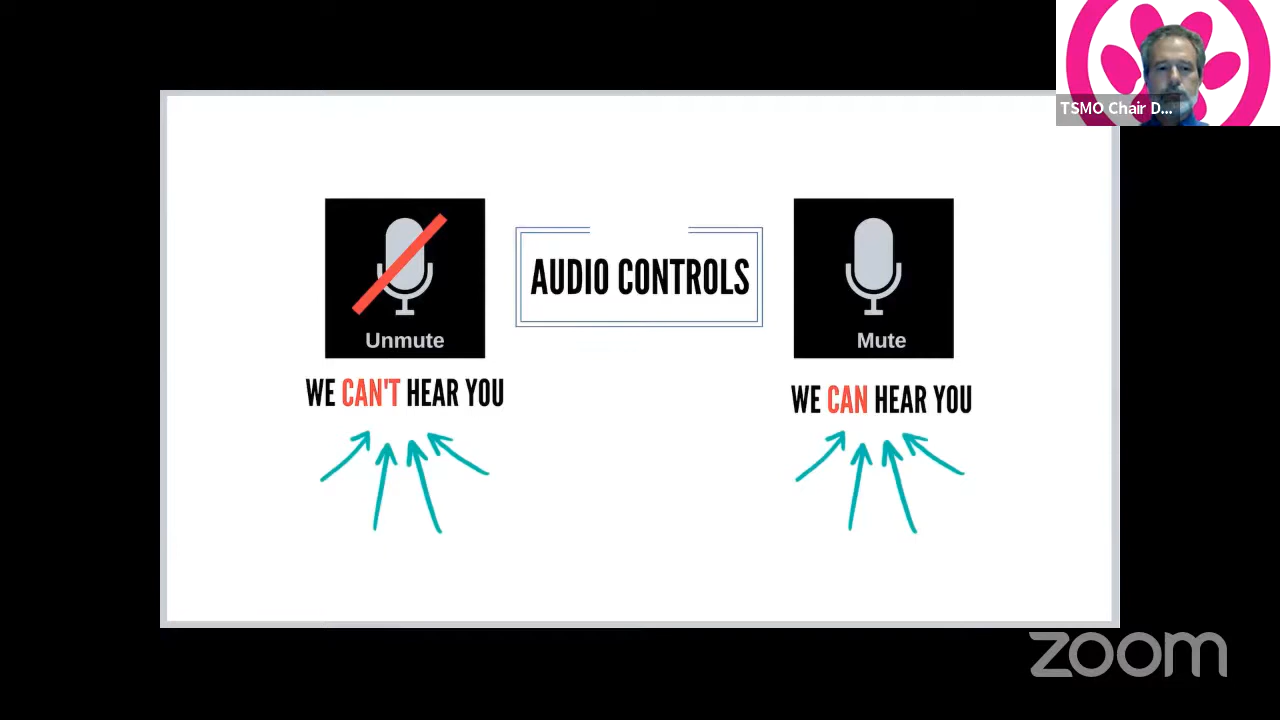 TSMO Chair D...
AUDIO CONTROLS
Unmute
Mute
WE CAN'T HEAR YOU
WE CAN HEAR YOU
zoom